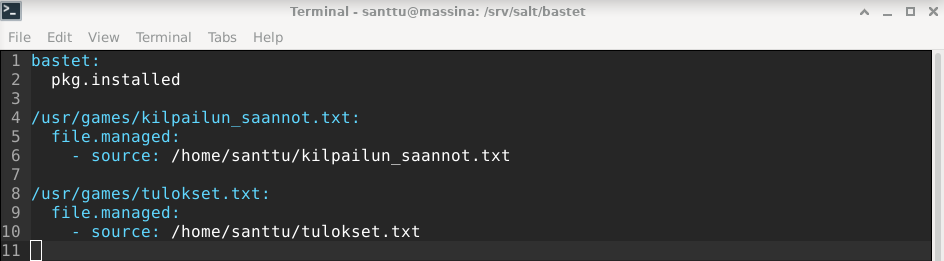 Terminal - santtu@massina: /srv/salt/bastet
File Edit View Terminal Tabs Help
1 bastet:
2   pkg.installed
3
4 /usr/games/kilpailun_saannot.txt:
5   file.managed:
6     - source: /home/santtu/kilpailun_saannot.txt
7
8 /usr/games/tulokset.txt:
9   file.managed:
10     - source: /home/santtu/tulokset.txt
11